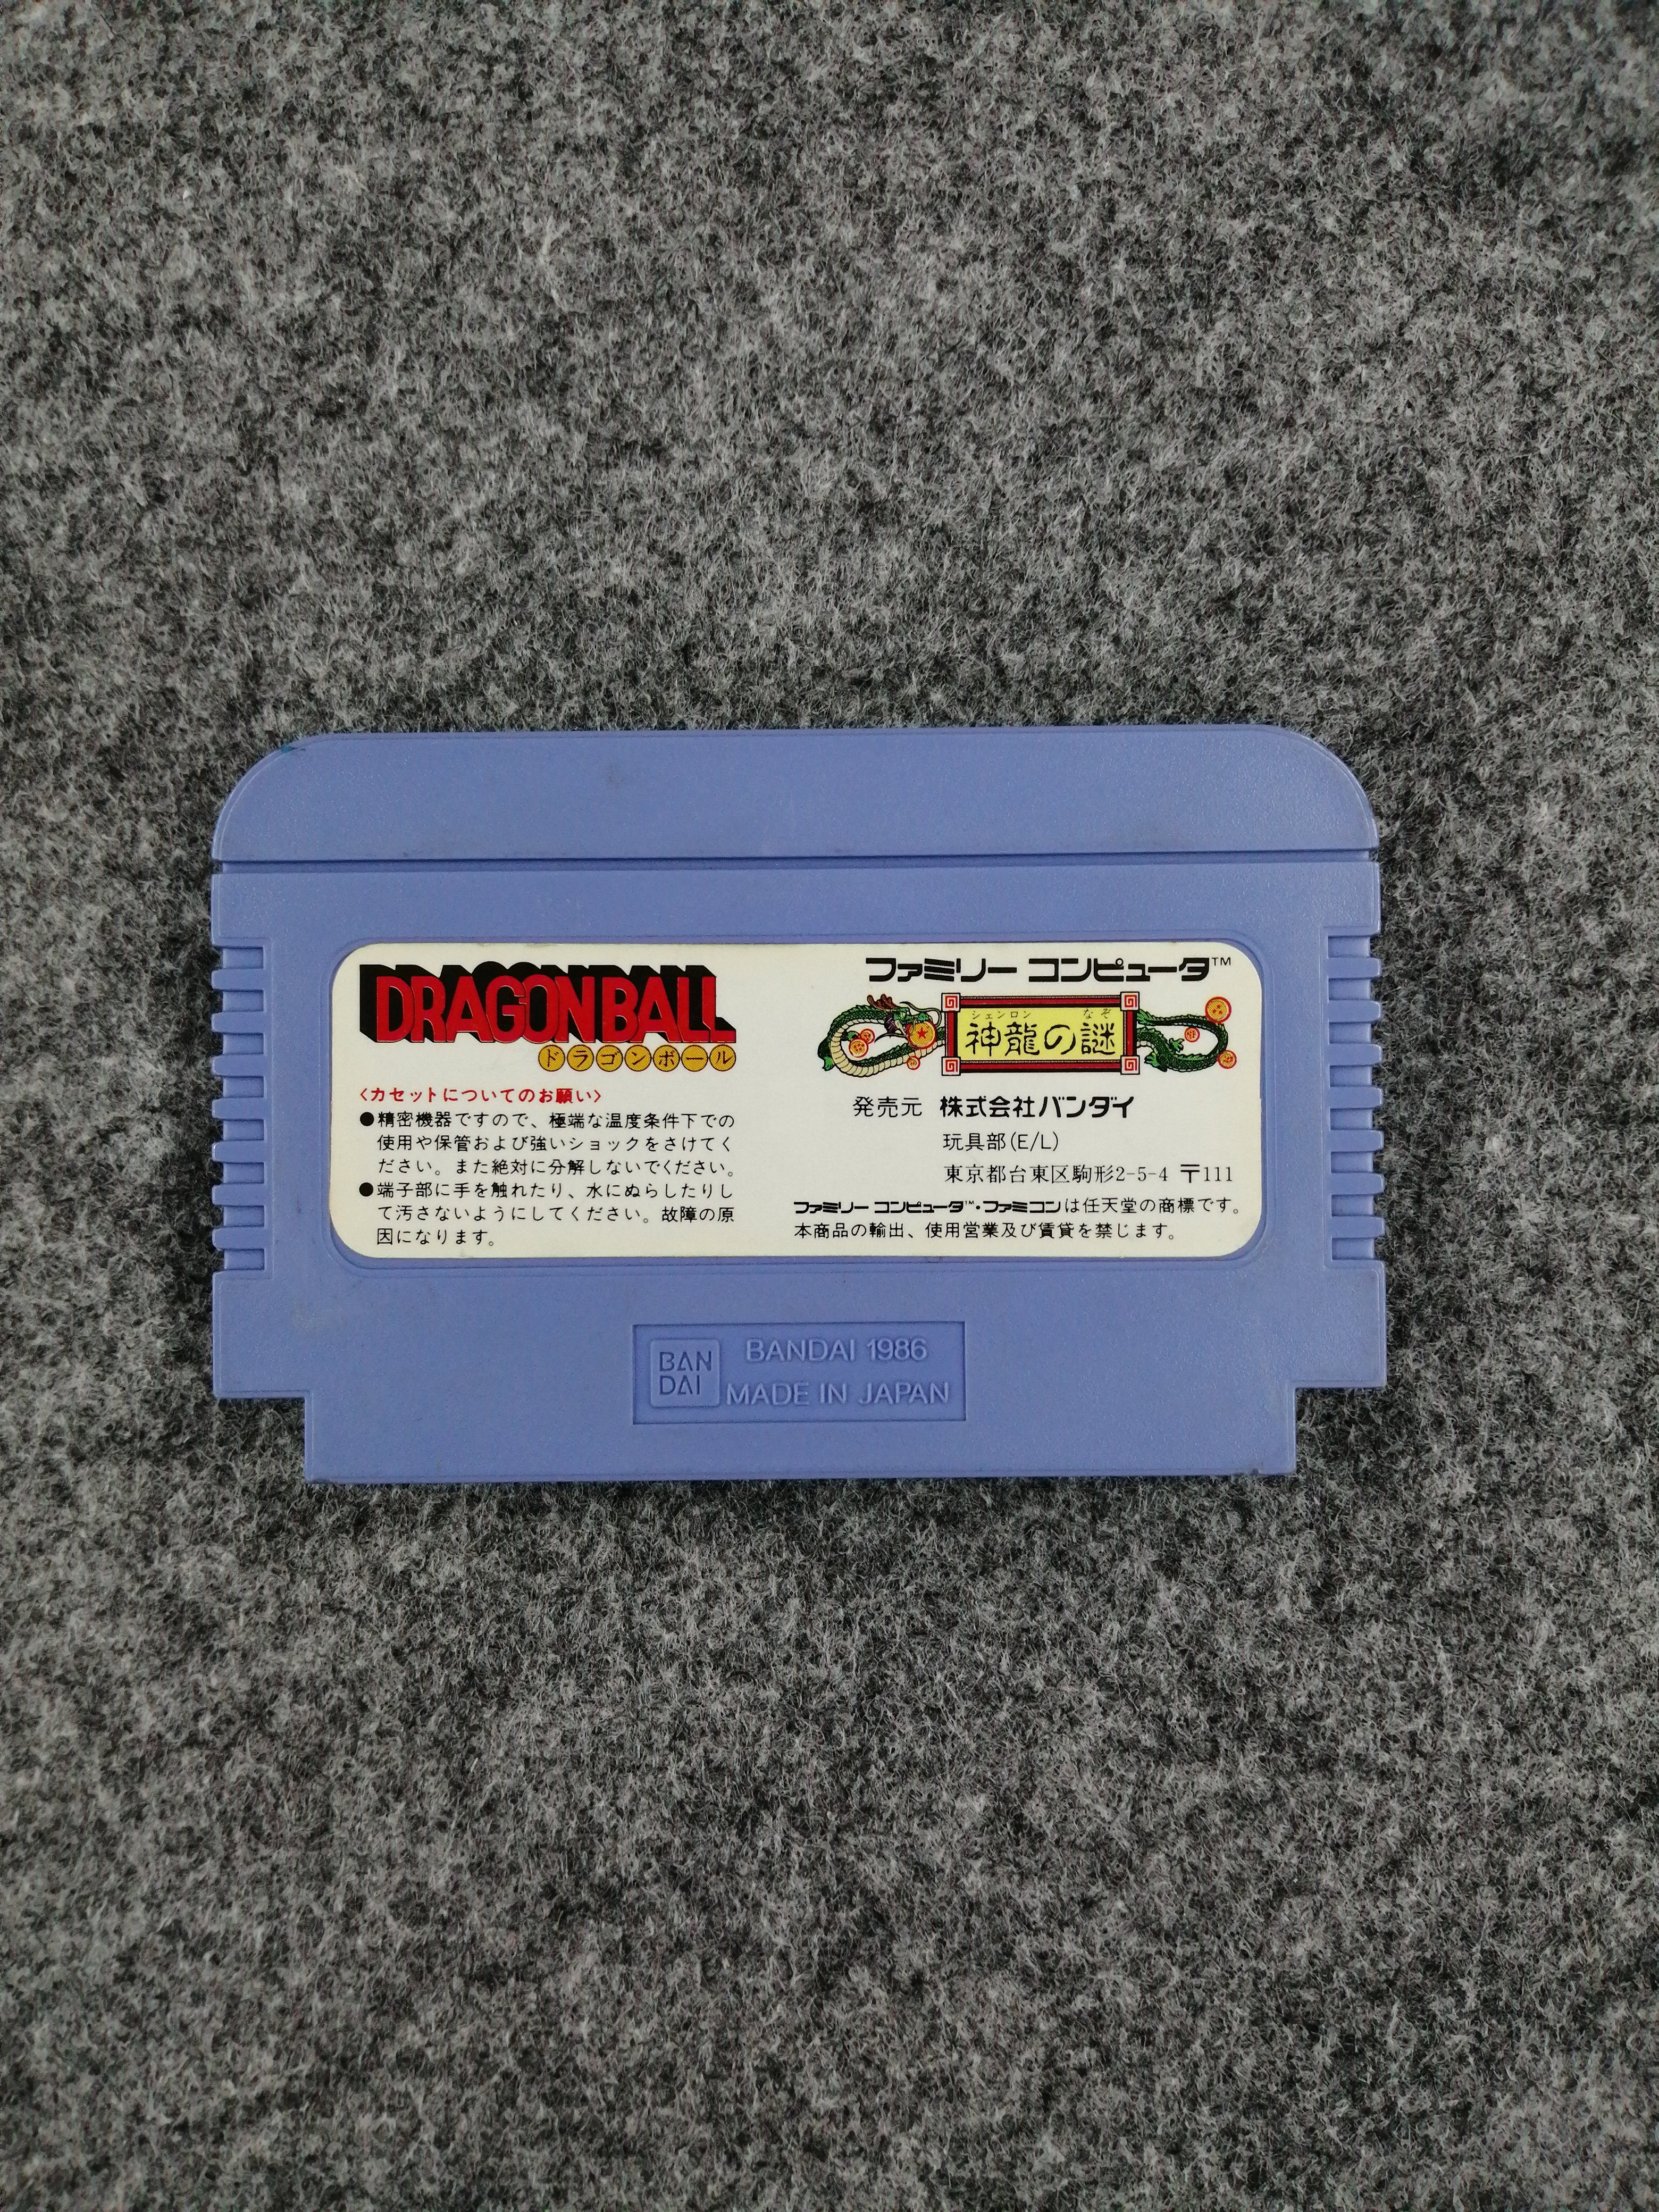 DRAGON BALL
ドラゴンボール
〈カセットについてのお願い〉
●精密機器ですので、極端な温度条件下での
使用や保管および強いショックをさけてく
ださい。また絶対に分解しないでください。
●端子部に手を触れたり、水にぬらしたりし
て汚さないようにしてください。故障の原
因になります。
ファミリー コンピュータ™
シェンロン なぞ
神龍の謎
発売元 株式会社バンダイ
玩具部(E/L)
東京都台東区駒形2-5-4 〒111
ファミリー コンピュータ™・ファミコンは任天堂の商標です。
本商品の輸出、使用営業及び賃貸を禁じます。
BAN
DAI
BANDAI 1986
MADE IN JAPAN